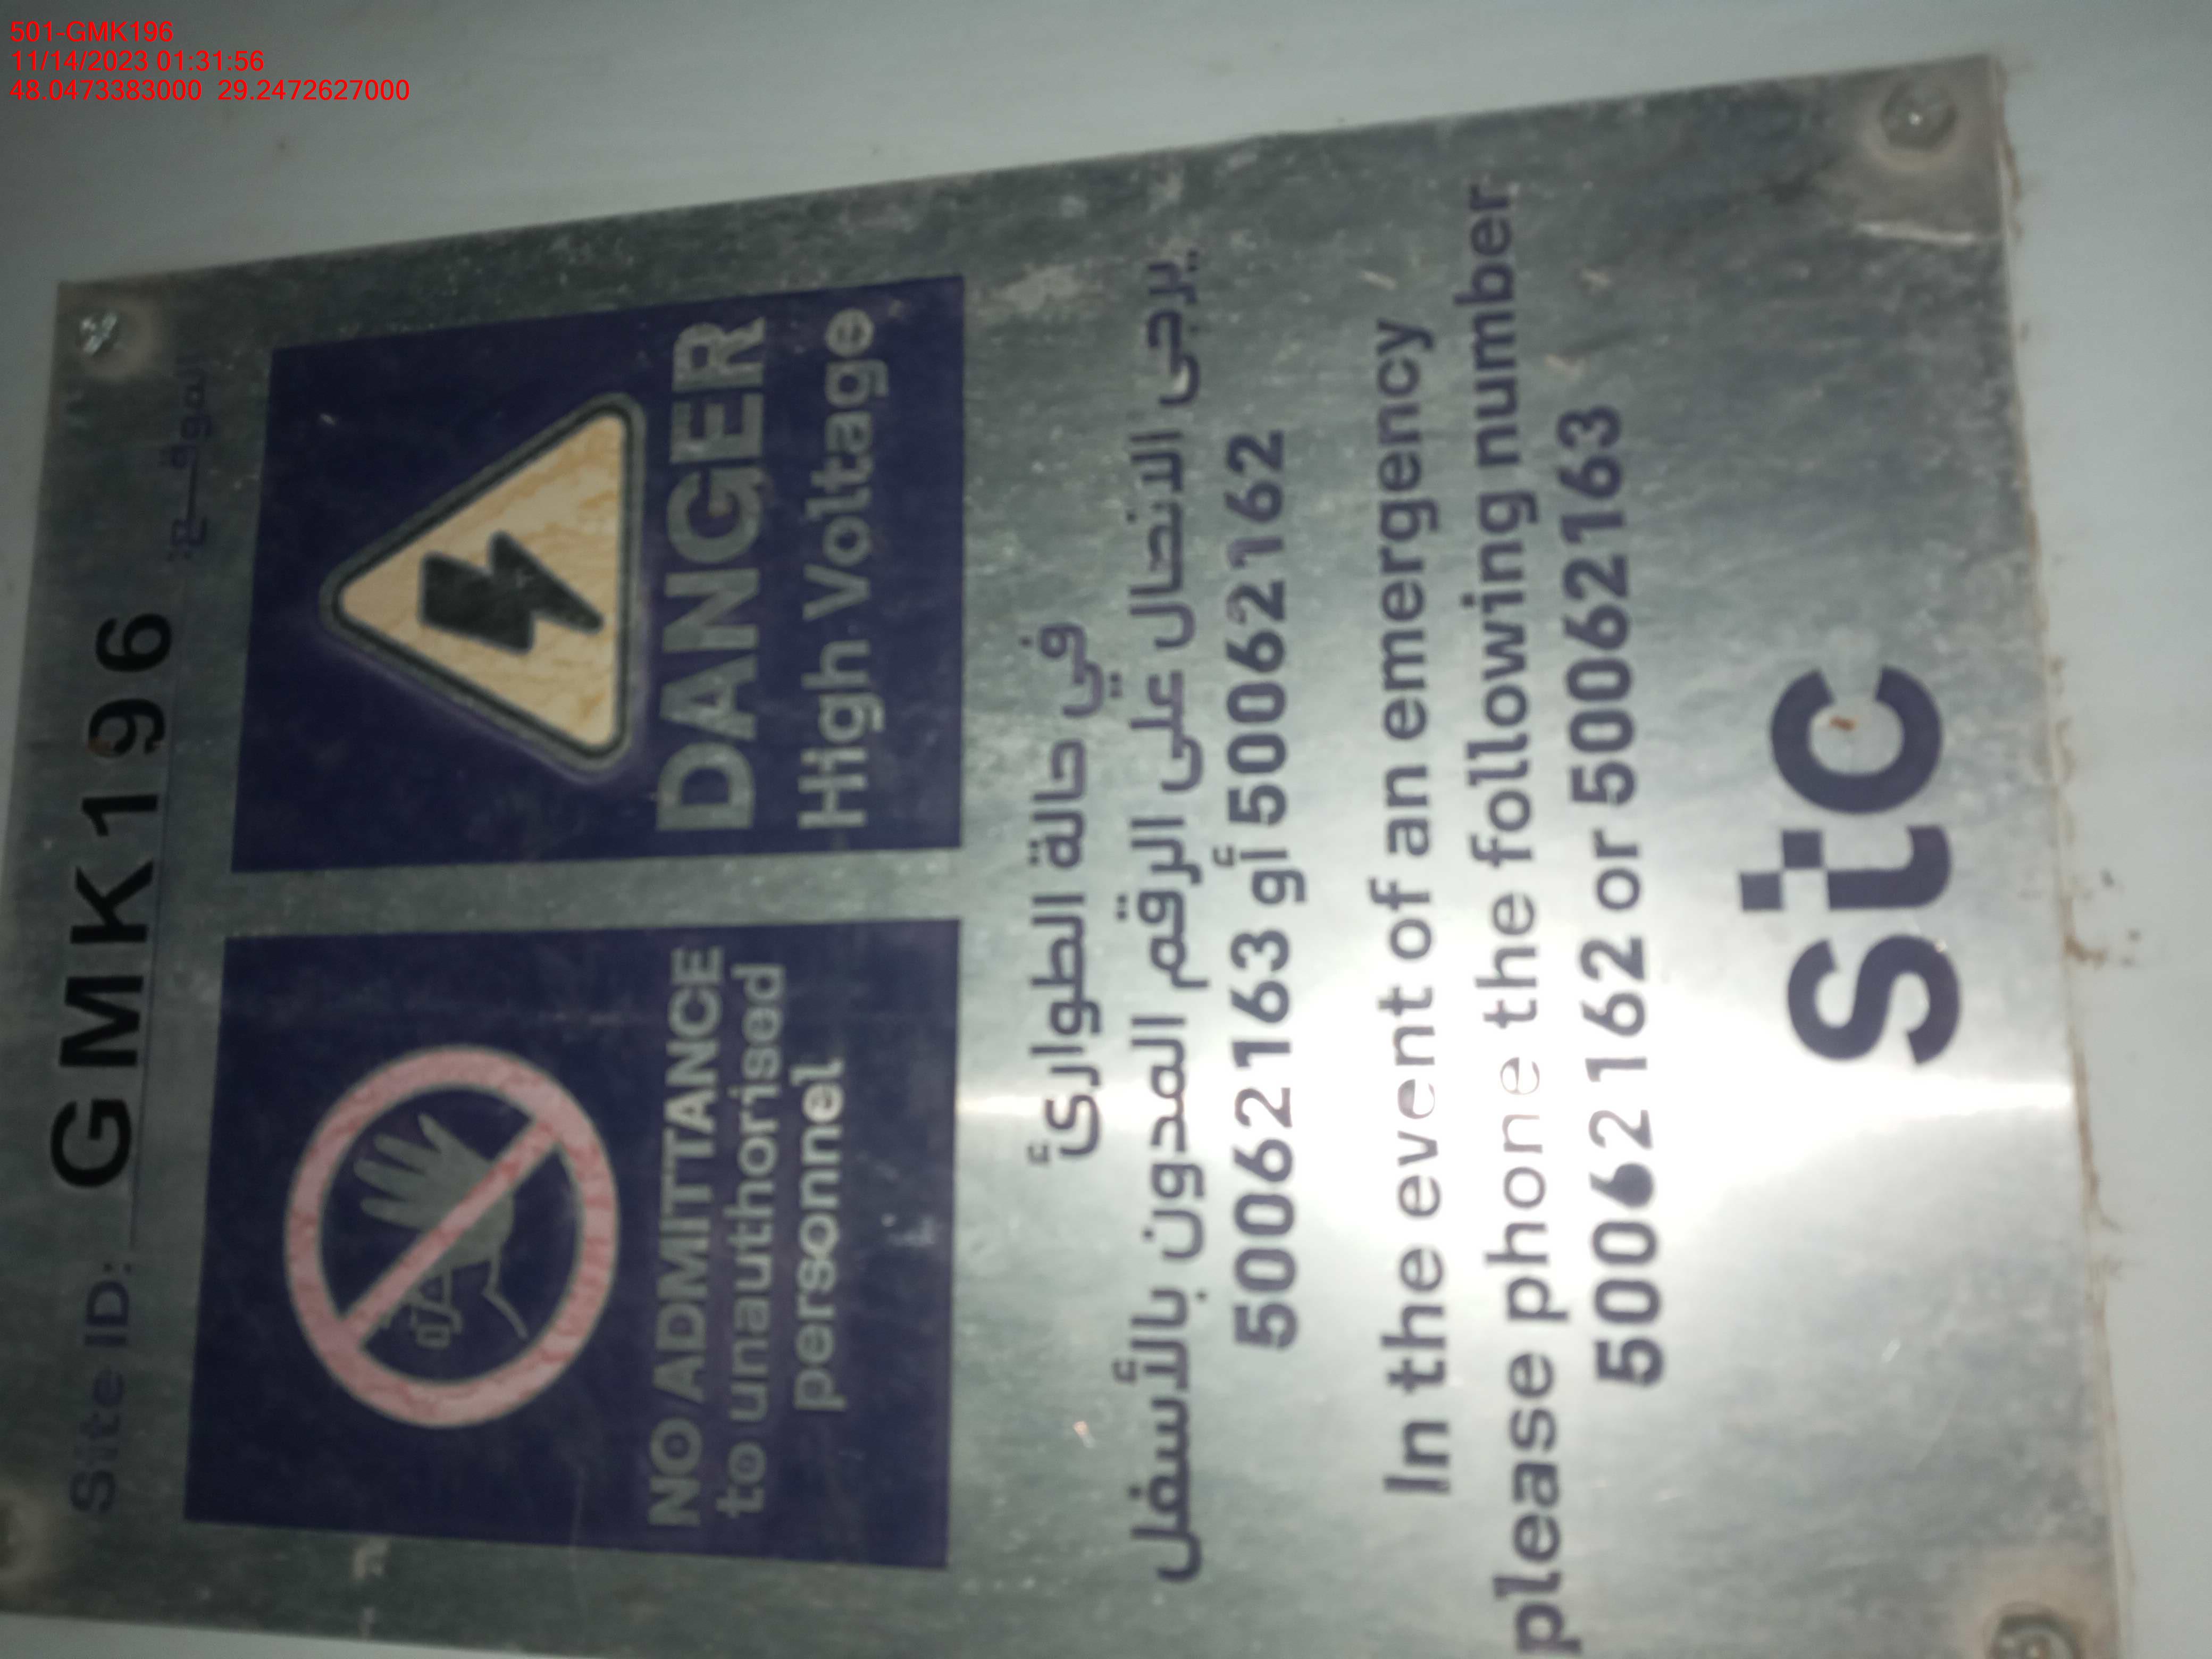 501-GMK196
11/14/2023 01:31:56
48.0473383000 29.2472627000
Site ID: GMK196 الموقع:
NO ADMITTANCE
to unauthorised
personnel
DANGER
High Voltage
في حالة الطوارئ
يرجى الاتصال على الرقم المدون بالأسفل
50062163 أو 50062162
In the event of an emergency
please phone the following number
50062162 or 50062163
stc